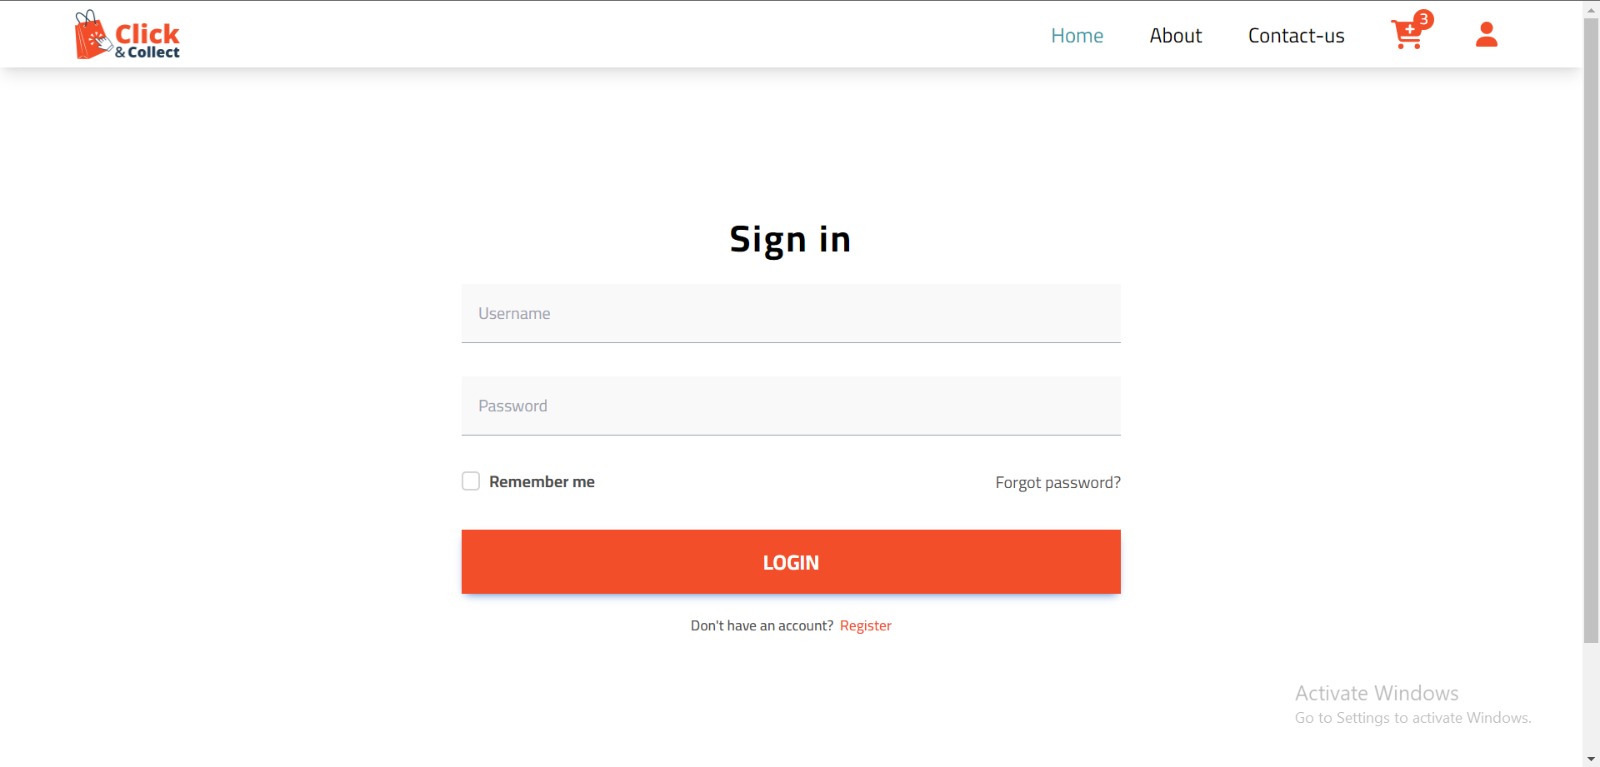 Click
& Collect
Home
About
Contact-us
3
Sign in
Username
Password
Remember me
Forgot password?
LOGIN
Don't have an account? Register
Activate Windows
Go to Settings to activate Windows.